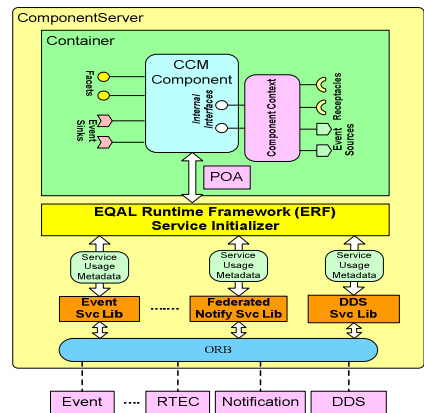 ComponentServer
Container
CCM
Component
Facets
Event
Sinks
Internal
Interfaces
Component Context
Receptacles
Event
Sources
POA
EQAL Runtime Framework (ERF)
Service Initializer
Service
Usage
Metadata
Service
Usage
Metadata
Service
Usage
Metadata
Event
Svc Lib
Federated
Notify Svc Lib
DDS
Svc Lib
ORB
Event
RTEC
Notification
DDS